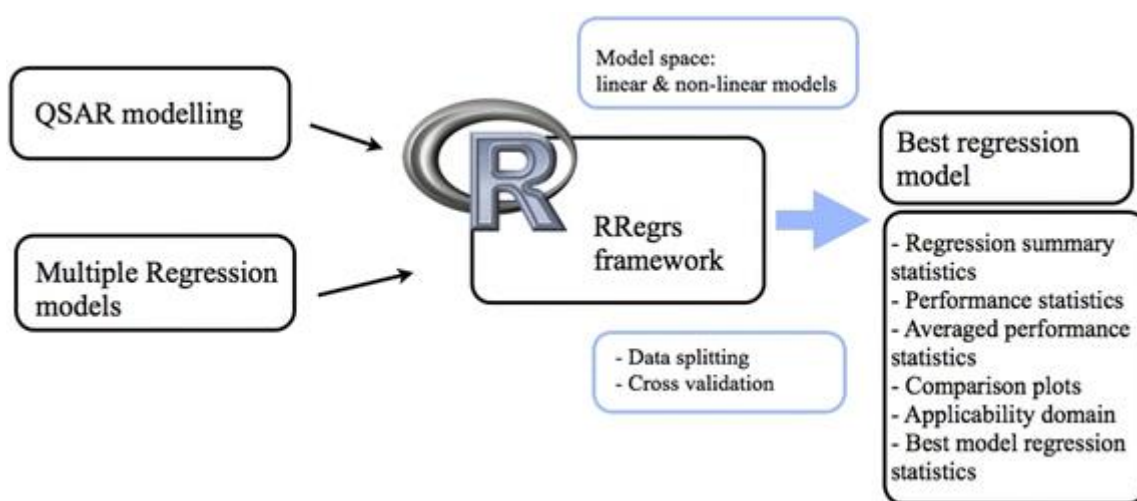 QSAR modelling
Multiple Regression
models
Model space:
linear & non-linear models
R
RRegrs
framework
- Data splitting
- Cross validation
Best regression
model
- Regression summary
statistics
- Performance statistics
- Averaged performance
statistics
- Comparison plots
- Applicability domain
- Best model regression
statistics